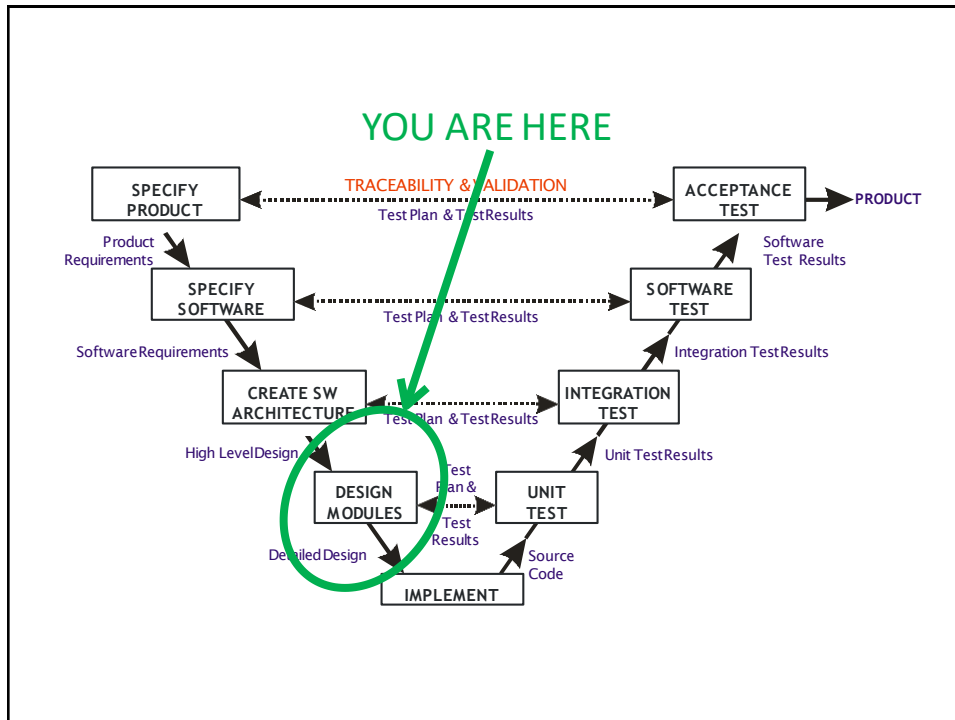 YOU ARE HERE
SPECIFY
PRODUCT
TRACEABILITY & VALIDATION
Test Plan & Test Results
ACCEPTANCE
TEST
PRODUCT
Product
Requirements
Software
Test Results
SPECIFY
SOFTWARE
Test Plan & Test Results
SOFTWARE
TEST
Software Requirements
Integration Test Results
CREATE SW
ARCHITECTURE
Test Plan & Test Results
INTEGRATION
TEST
High Level Design
Unit Test Results
DESIGN
MODULES
Test
Plan &
Test
Results
UNIT
TEST
Detailed Design
Source
Code
IMPLEMENT